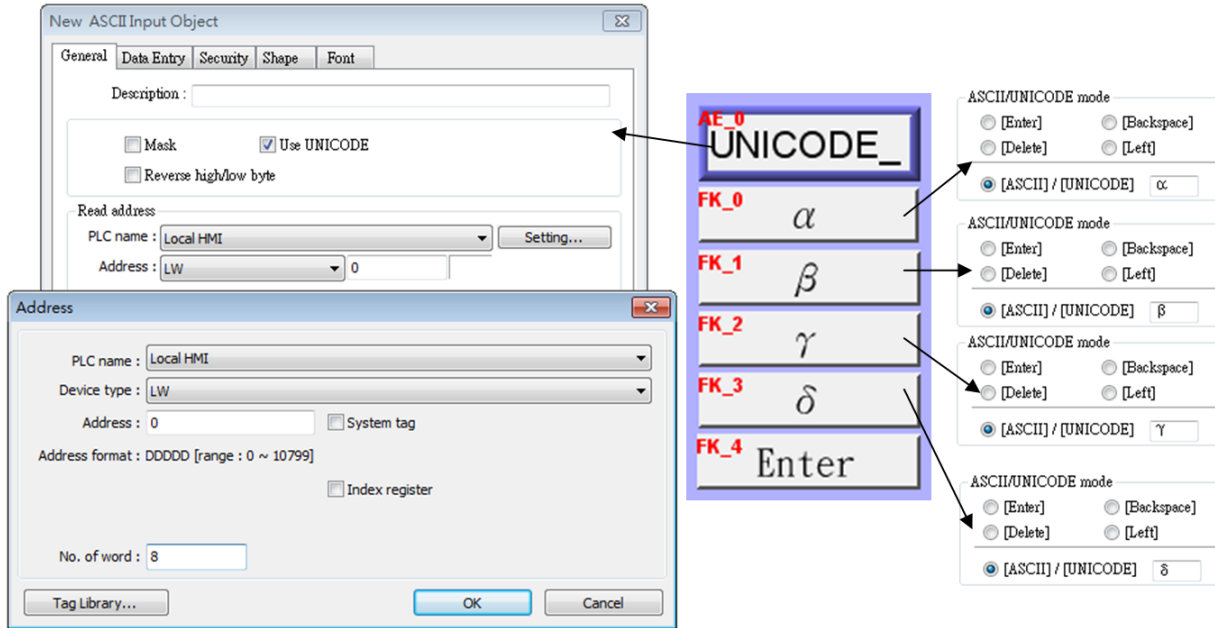 New ASCII Input Object
General Data Entry Security Shape Font
Description :
Mask Use UNICODE
Reverse high/low byte
Read address
PLC name : Local HMI Setting...
Address : LW 0
Address
PLC name : Local HMI
Device type : LW
Address : 0 System tag
Address format : DDDDD [range : 0 ~ 10799]
Index register
No. of word : 8
Tag Library... OK Cancel
AE_0
UNICODE_
FK_0
α
FK_1
β
FK_2
γ
FK_3
δ
FK_4
Enter
ASCII/UNICODE mode
[Enter] [Backspace]
[Delete] [Left]
[ASCII] / [UNICODE] α
ASCII/UNICODE mode
[Enter] [Backspace]
[Delete] [Left]
[ASCII] / [UNICODE] β
ASCII/UNICODE mode
[Enter] [Backspace]
[Delete] [Left]
[ASCII] / [UNICODE] γ
ASCII/UNICODE mode
[Enter] [Backspace]
[Delete] [Left]
[ASCII] / [UNICODE] δ